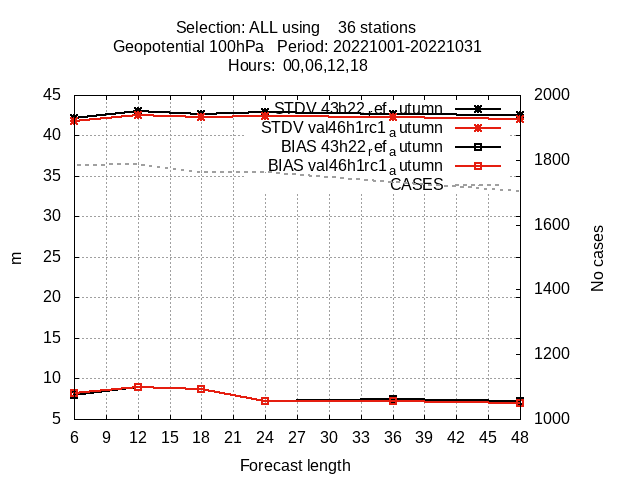 Selection: ALL using    36 stations
Geopotential 100hPa   Period: 20221001-20221031
Hours: 00,06,12,18
45
40
35
30
25
20
15
10
5
m
2000
1800
1600
1400
1200
1000
No cases
STDV 43h22_ref_autumn
STDV val46h1rc1_autumn
BIAS 43h22_ref_autumn
BIAS val46h1rc1_autumn
CASES
6 9 12 15 18 21 24 27 30 33 36 39 42 45 48
Forecast length